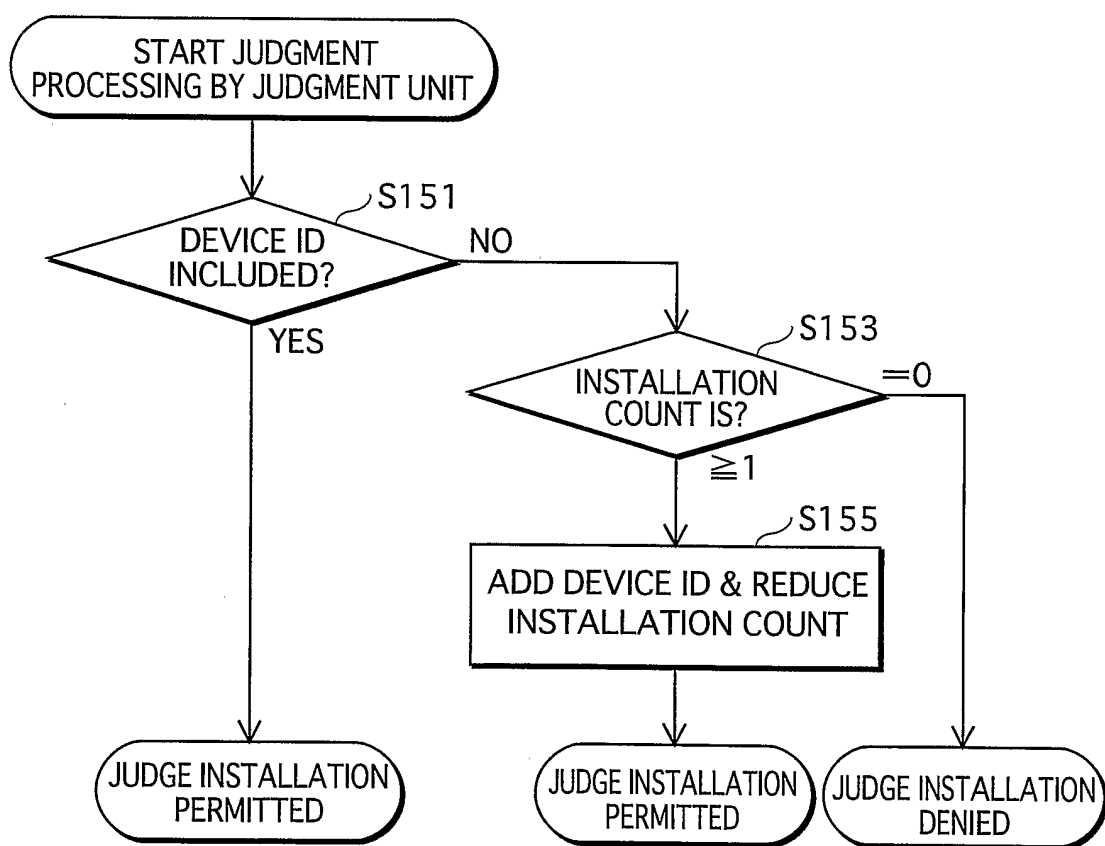 START JUDGMENT
PROCESSING BY JUDGMENT UNIT
S151
DEVICE ID
INCLUDED?
NO
YES
S153
INSTALLATION
COUNT IS?
=0
≧1
S155
ADD DEVICE ID & REDUCE
INSTALLATION COUNT
JUDGE INSTALLATION
PERMITTED
JUDGE INSTALLATION
PERMITTED
JUDGE INSTALLATION
DENIED